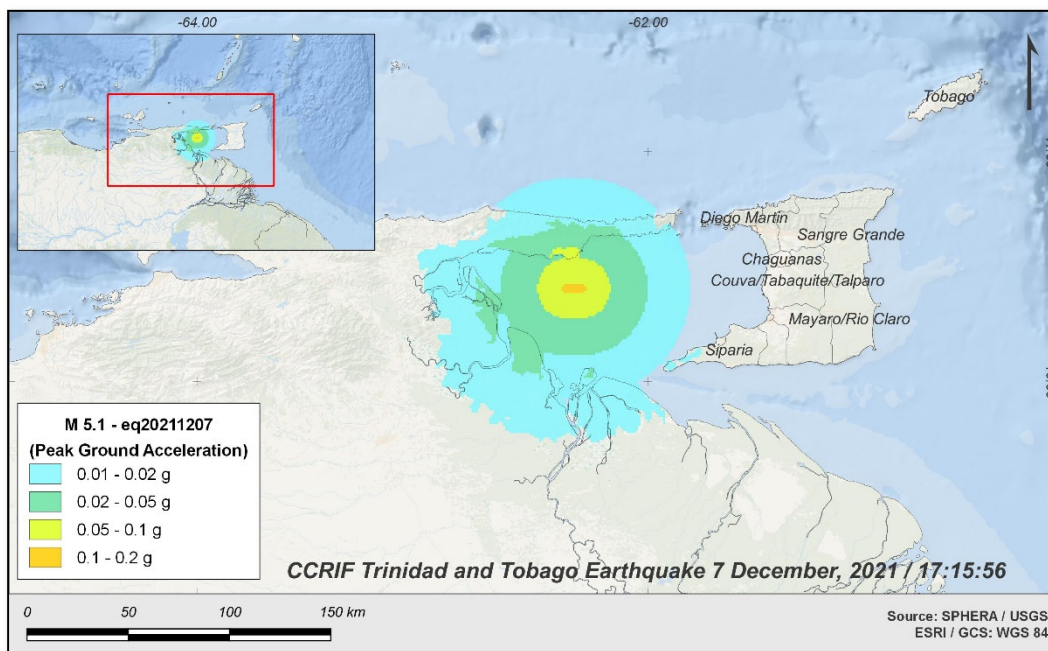 -64.00
-62.00
Tobago
Diego Martin
Sangre Grande
Chaguanas
Couva/Tabaquite/Talparo
Mayaro/Rio Claro
Siparia
M 5.1 - eq20211207
(Peak Ground Acceleration)
0.01 - 0.02 g
0.02 - 0.05 g
0.05 - 0.1 g
0.1 - 0.2 g
CCRIF Trinidad and Tobago Earthquake 7 December, 2021 / 17:15:56
0 50 100 150 km
Source: SPHERA / USGS
ESRI / GCS: WGS 84